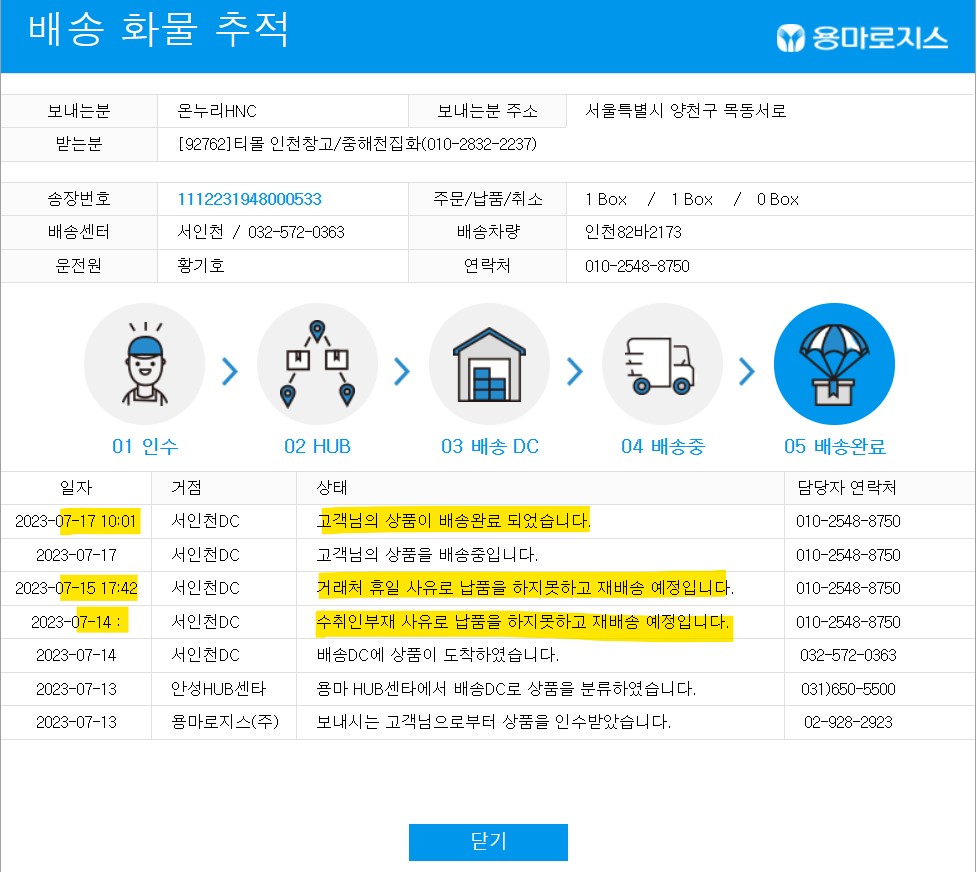 배송 화물 추적
용마로지스
보내는분 온누리HNC 보내는분 주소 서울특별시 양천구 목동서로
받는분 [92762]티몰 인천창고/중해천집화(010-2832-2237)
송장번호 1112231948000533 주문/납품/취소 1 Box / 1 Box / 0 Box
배송센터 서인천 / 032-572-0363 배송차량 인천82바2173
운전원 황기호 연락처 010-2548-8750
01 인수 02 HUB 03 배송 DC 04 배송중 05 배송완료
일자 거점 상태 담당자 연락처
2023-07-17 10:01 서인천DC 고객님의 상품이 배송완료 되었습니다. 010-2548-8750
2023-07-17 서인천DC 고객님의 상품을 배송중입니다. 010-2548-8750
2023-07-15 17:42 서인천DC 거래처 휴일 사유로 납품을 하지못하고 재배송 예정입니다. 010-2548-8750
2023-07-14 : 서인천DC 수취인부재 사유로 납품을 하지못하고 재배송 예정입니다. 010-2548-8750
2023-07-14 서인천DC 배송DC에 상품이 도착하였습니다. 032-572-0363
2023-07-13 안성HUB센타 용마 HUB센타에서 배송DC로 상품을 분류하였습니다. 031)650-5500
2023-07-13 용마로지스(주) 보내시는 고객님으로부터 상품을 인수받았습니다. 02-928-2923
닫기